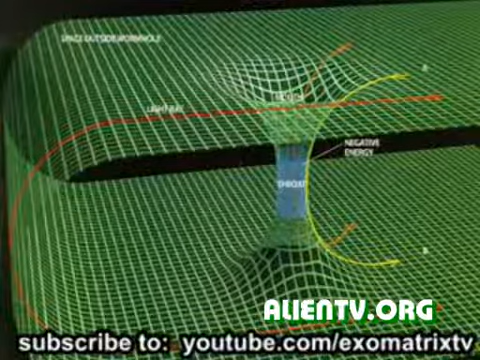 SPACE OUTSIDE WORMHOLE
LIGHT RAY
NEGATIVE
ENERGY
THROAT
ALIENTV.ORG
subscribe to: youtube.com/exomatrixtv